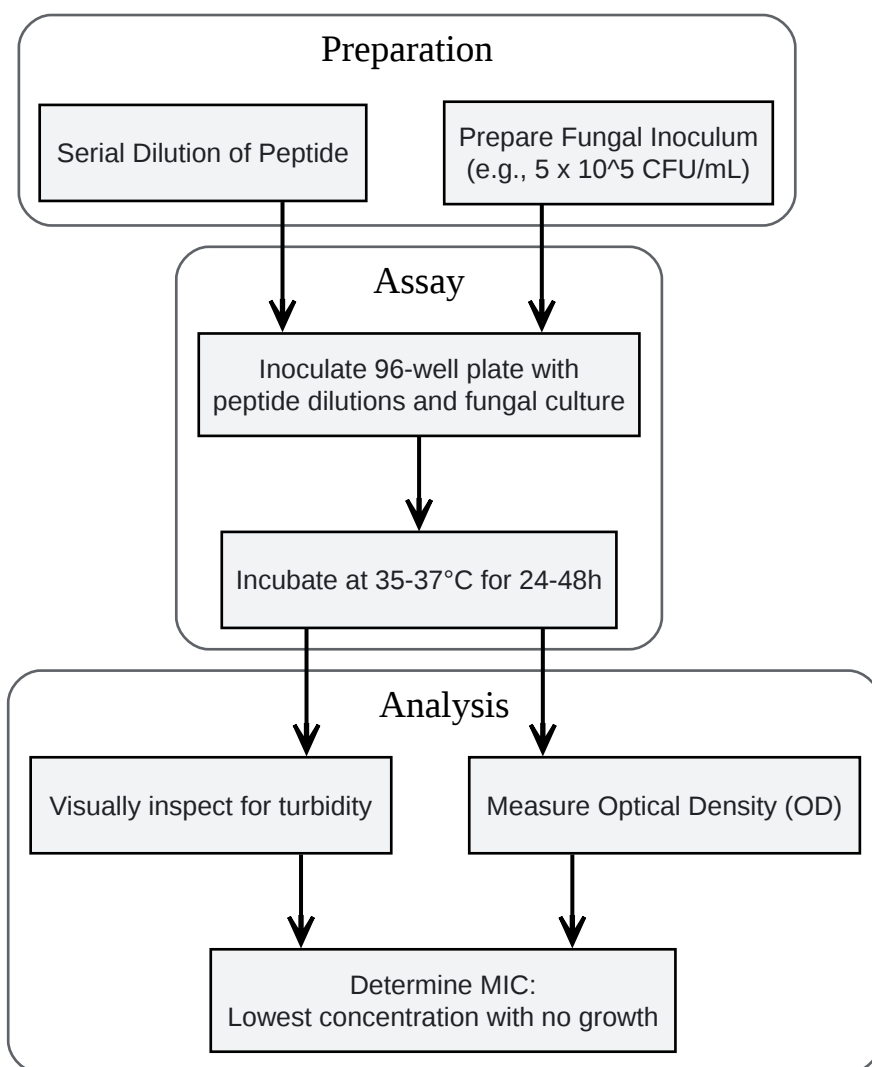 Preparation
Serial Dilution of Peptide
Prepare Fungal Inoculum
(e.g., 5 x 10^5 CFU/mL)
Assay
Inoculate 96-well plate with
peptide dilutions and fungal culture
Incubate at 35-37°C for 24-48h
Analysis
Visually inspect for turbidity
Measure Optical Density (OD)
Determine MIC:
Lowest concentration with no growth